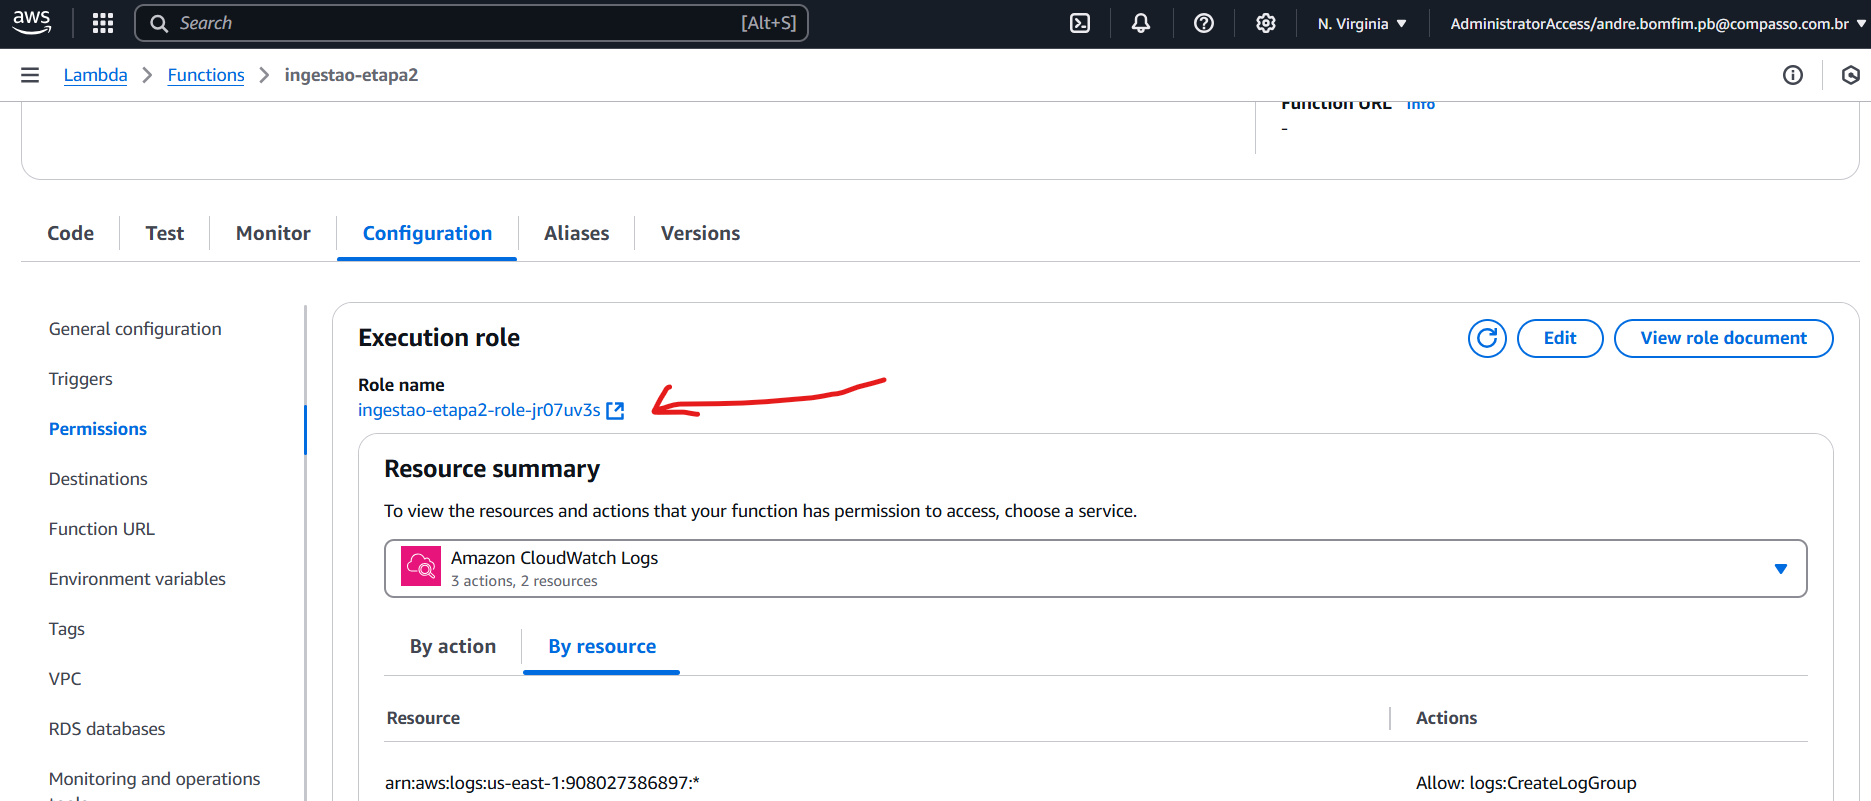 aws Search [Alt+S] N. Virginia AdministratorAccess/andre.bomfim.pb@compasso.com.br
Lambda Functions ingestao-etapa2
Function URL Info
-
Code Test Monitor Configuration Aliases Versions
General configuration
Triggers
Permissions
Destinations
Function URL
Environment variables
Tags
VPC
RDS databases
Monitoring and operations
tools
Execution role
Edit View role document
Role name
ingestao-etapa2-role-jr07uv3s
Resource summary
To view the resources and actions that your function has permission to access, choose a service.
Amazon CloudWatch Logs
3 actions, 2 resources
By action By resource
Resource Actions
arn:aws:logs:us-east-1:908027386897:* Allow: logs:CreateLogGroup